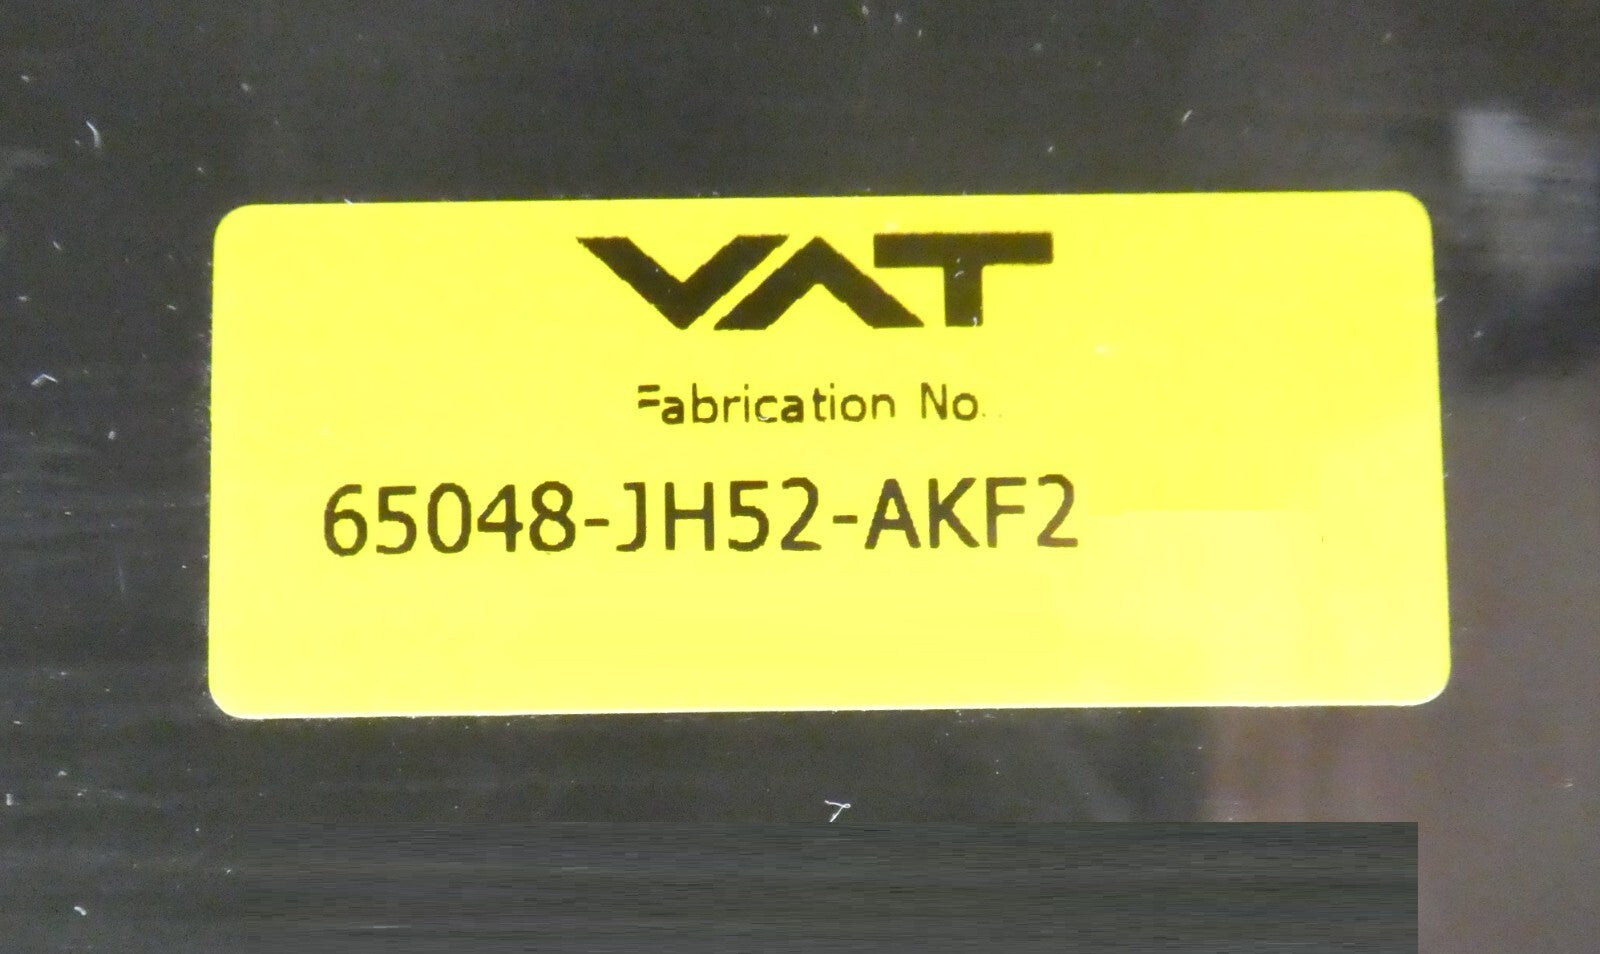 VAT
Fabrication No.
65048-JH52-AKF2